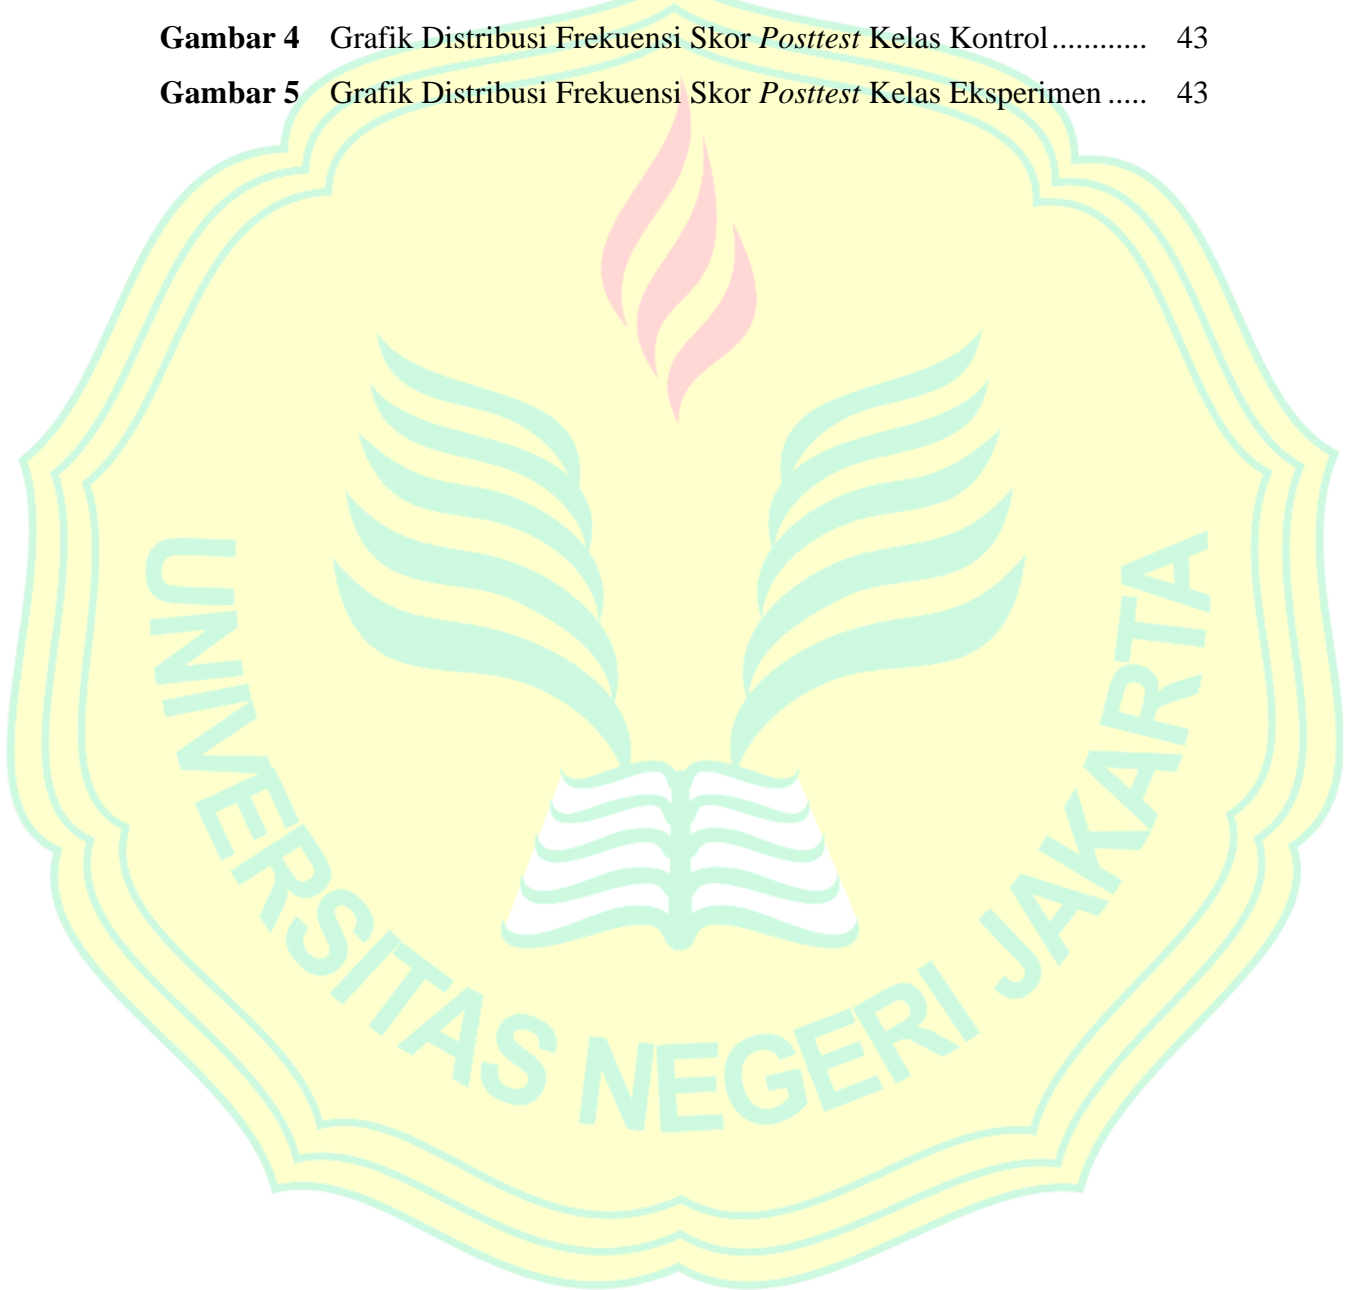 Gambar 4 Grafik Distribusi Frekuensi Skor Posttest Kelas Kontrol............ 43
Gambar 5 Grafik Distribusi Frekuensi Skor Posttest Kelas Eksperimen ..... 43
UNIVERSITAS NEGERI JAKARTA